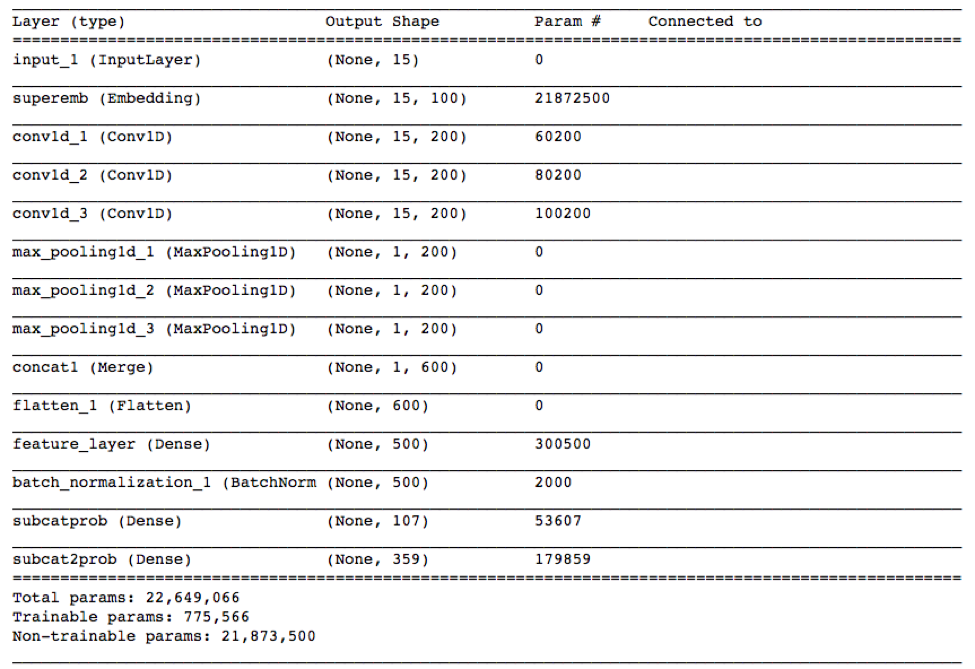 Layer (type) Output Shape Param # Connected to
input_1 (InputLayer) (None, 15) 0
superemb (Embedding) (None, 15, 100) 21872500
conv1d_1 (Conv1D) (None, 15, 200) 60200
conv1d_2 (Conv1D) (None, 15, 200) 80200
conv1d_3 (Conv1D) (None, 15, 200) 100200
max_pooling1d_1 (MaxPooling1D) (None, 1, 200) 0
max_pooling1d_2 (MaxPooling1D) (None, 1, 200) 0
max_pooling1d_3 (MaxPooling1D) (None, 1, 200) 0
concat1 (Merge) (None, 1, 600) 0
flatten_1 (Flatten) (None, 600) 0
feature_layer (Dense) (None, 500) 300500
batch_normalization_1 (BatchNorm (None, 500) 2000
subcatprob (Dense) (None, 107) 53607
subcat2prob (Dense) (None, 359) 179859
Total params: 22,649,066
Trainable params: 775,566
Non-trainable params: 21,873,500